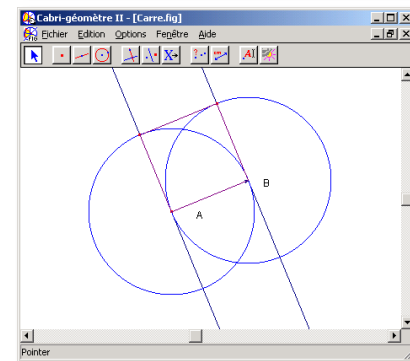 Cabri-géomètre II - [Carre.fig]
Fichier Edition Options Fenêtre Aide
B
A
Pointer